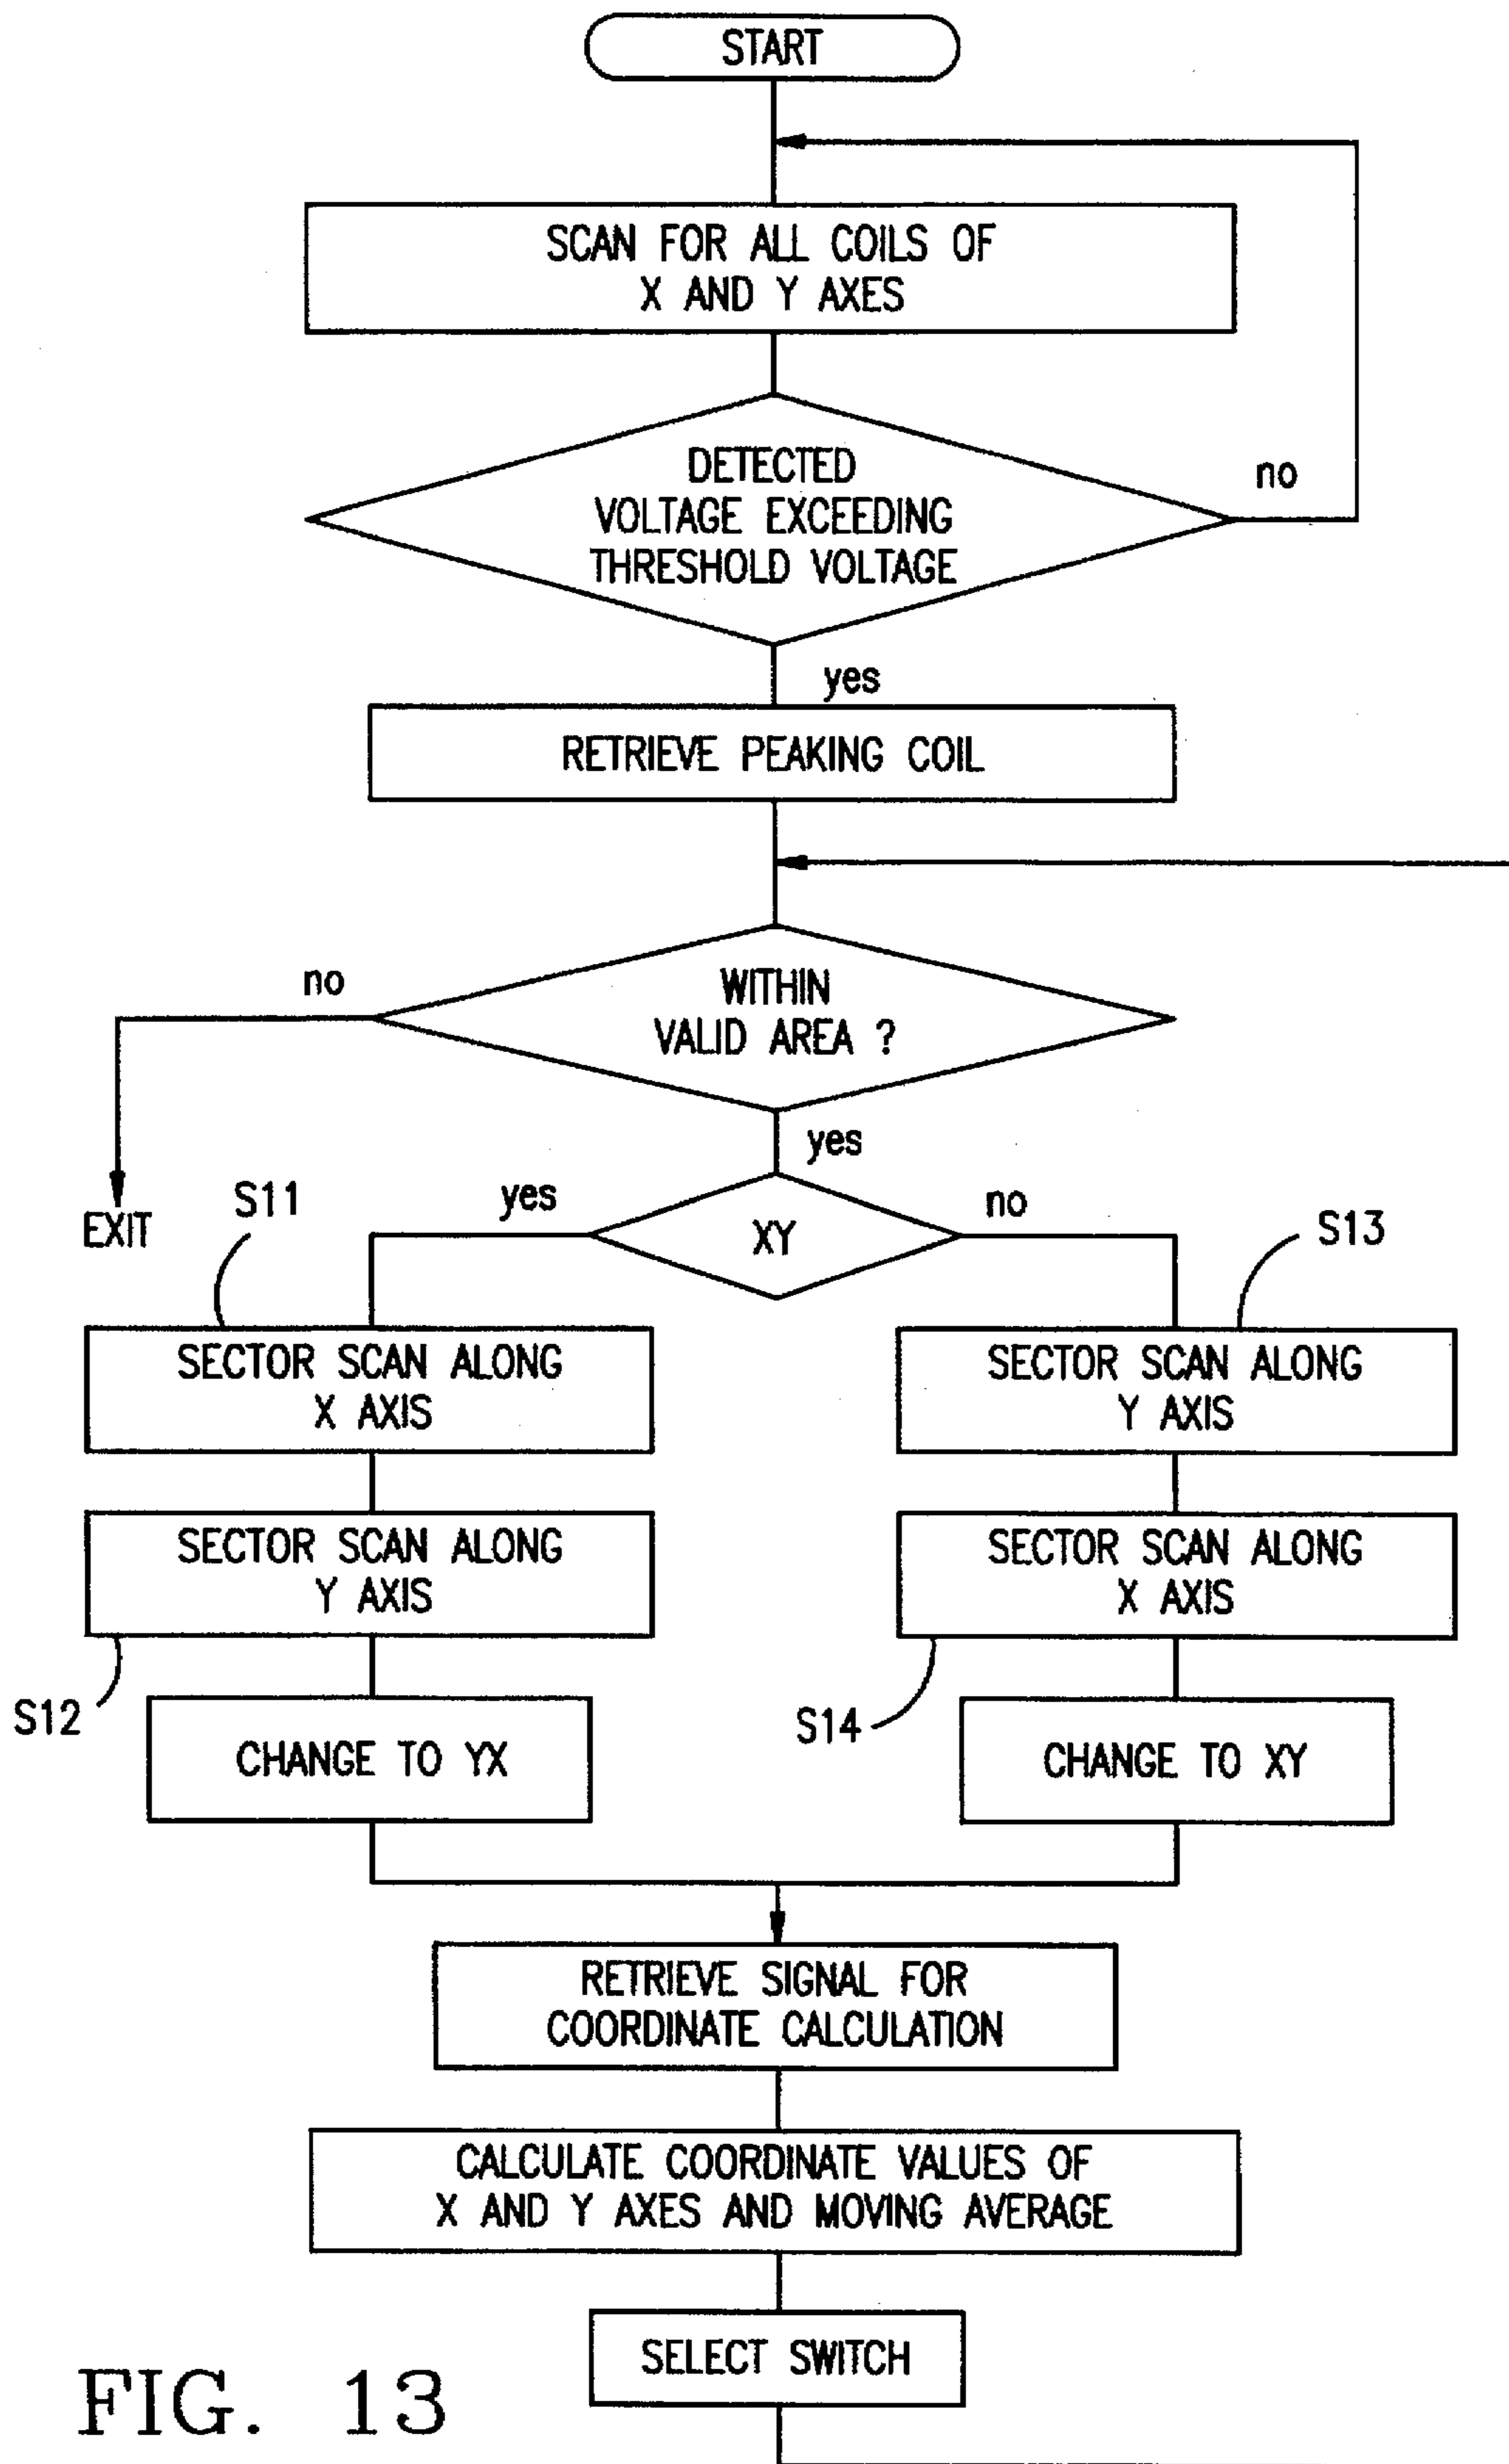 START
SCAN FOR ALL COILS OF
X AND Y AXES
DETECTED
VOLTAGE EXCEEDING
THRESHOLD VOLTAGE
no
yes
RETRIEVE PEAKING COIL
no
WITHIN
VALID AREA ?
yes
EXIT
S11
yes
XY
no
S13
SECTOR SCAN ALONG
X AXIS
SECTOR SCAN ALONG
Y AXIS
SECTOR SCAN ALONG
Y AXIS
SECTOR SCAN ALONG
X AXIS
S12
S14
CHANGE TO YX
CHANGE TO XY
RETRIEVE SIGNAL FOR
COORDINATE CALCULATION
CALCULATE COORDINATE VALUES OF
X AND Y AXES AND MOVING AVERAGE
SELECT SWITCH
FIG. 13